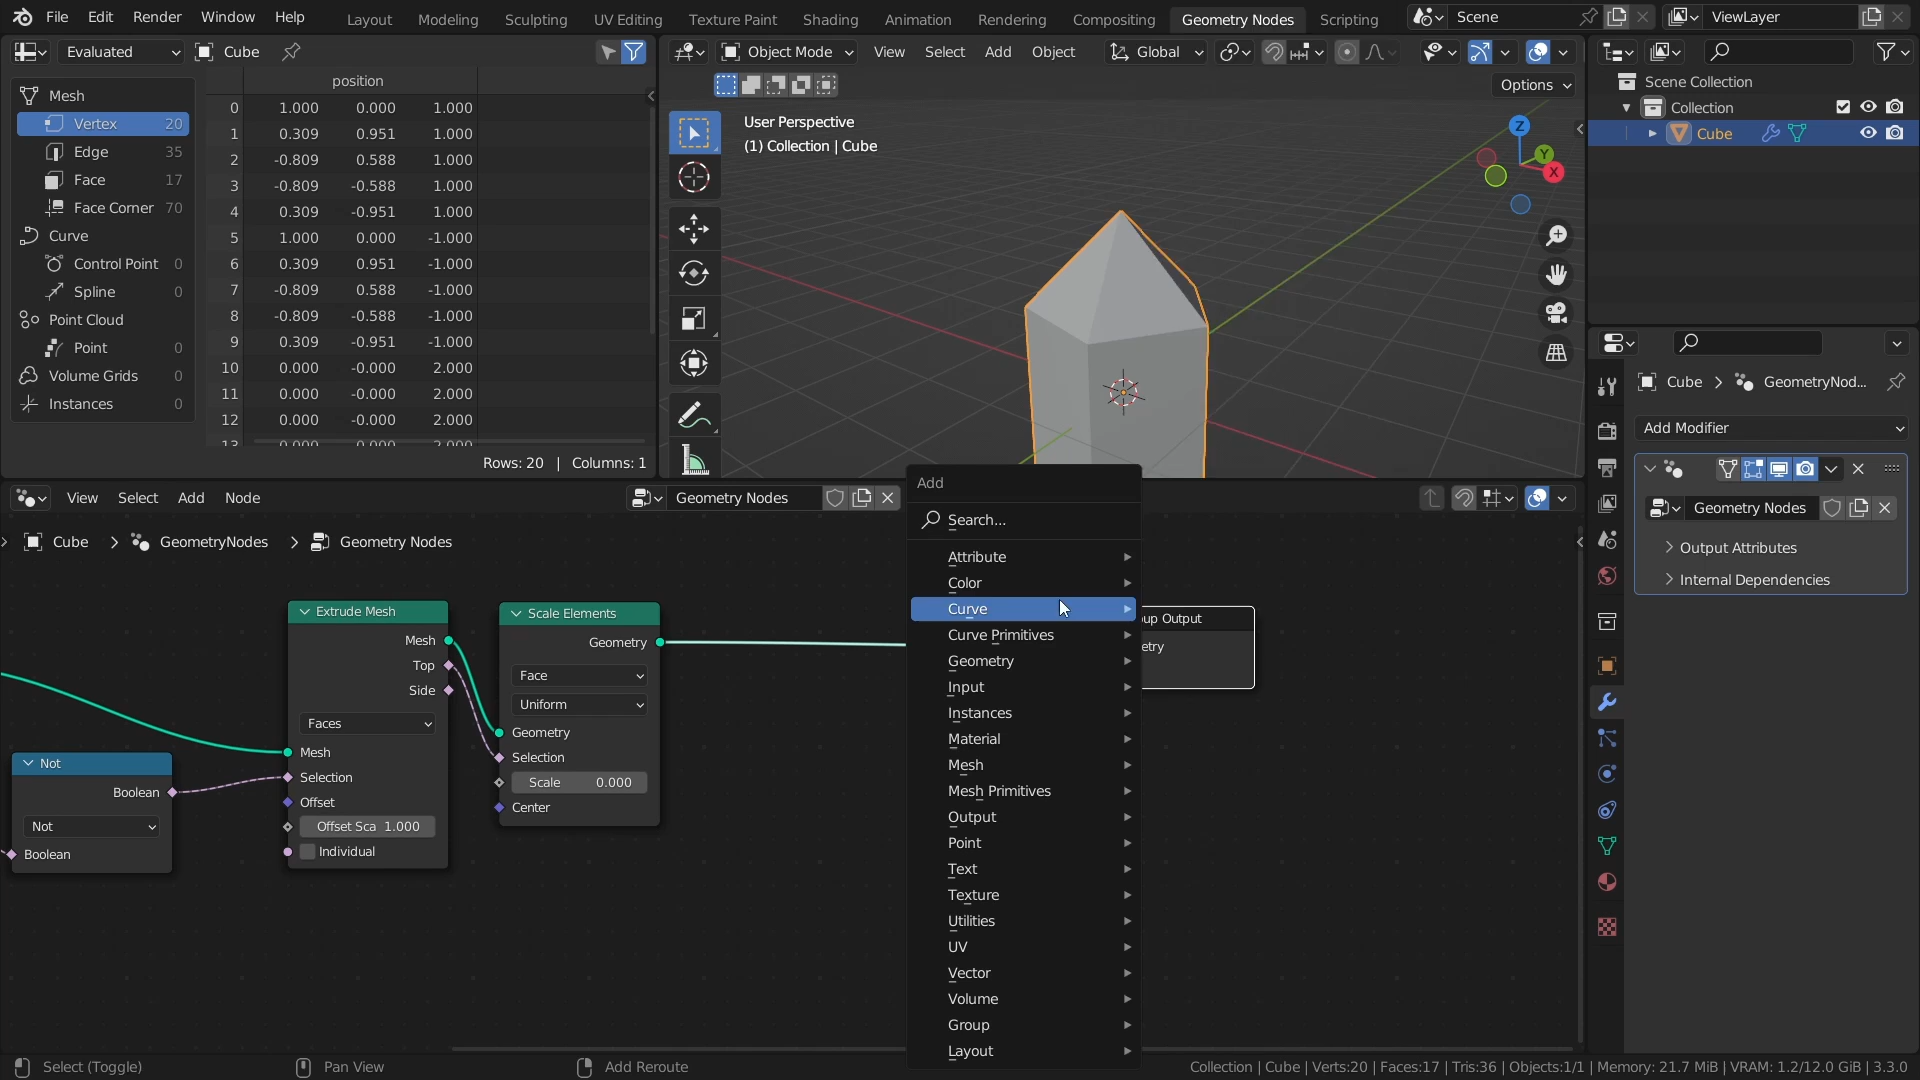 File Edit Render Window Help Layout Modeling Sculpting UV Editing Texture Paint Shading Animation Rendering Compositing Geometry Nodes Scripting Scene ViewLayer
Evaluated Cube
position
Mesh
Vertex 20
Edge 35
Face 17
Face Corner 70
Curve
Control Point 0
Spline 0
Point Cloud
Point 0
Volume Grids 0
Instances 0
0 1.000 0.000 1.000
1 0.309 0.951 1.000
2 -0.809 0.588 1.000
3 -0.809 -0.588 1.000
4 0.309 -0.951 1.000
5 1.000 0.000 -1.000
6 0.309 0.951 -1.000
7 -0.809 0.588 -1.000
8 -0.809 -0.588 -1.000
9 0.309 -0.951 -1.000
10 0.000 -0.000 2.000
11 0.000 -0.000 2.000
12 0.000 -0.000 2.000
13 0.000 -0.000 2.000
Rows: 20 | Columns: 1
Object Mode View Select Add Object Global
Options
User Perspective
(1) Collection | Cube
Z
Y
X
Scene Collection
Collection
Cube
Cube > GeometryNod...
Add Modifier
Geometry Nodes
Output Attributes
Internal Dependencies
View Select Add Node Geometry Nodes
Cube > GeometryNodes > Geometry Nodes
Not
Boolean
Not
Boolean
Extrude Mesh
Mesh
Top
Side
Faces
Mesh
Selection
Offset
Offset Sca 1.000
Individual
Scale Elements
Geometry
Face
Uniform
Geometry
Selection
Scale 0.000
Center
Add
Search...
Attribute
Color
Curve
Curve Primitives
Geometry
Input
Instances
Material
Mesh
Mesh Primitives
Output
Point
Text
Texture
Utilities
UV
Vector
Volume
Group
Layout
up Output
etry
Select (Toggle) Pan View Add Reroute Collection | Cube | Verts:20 | Faces:17 | Tris:36 | Objects:1/1 | Memory: 21.7 MiB | VRAM: 1.2/12.0 GiB | 3.3.0